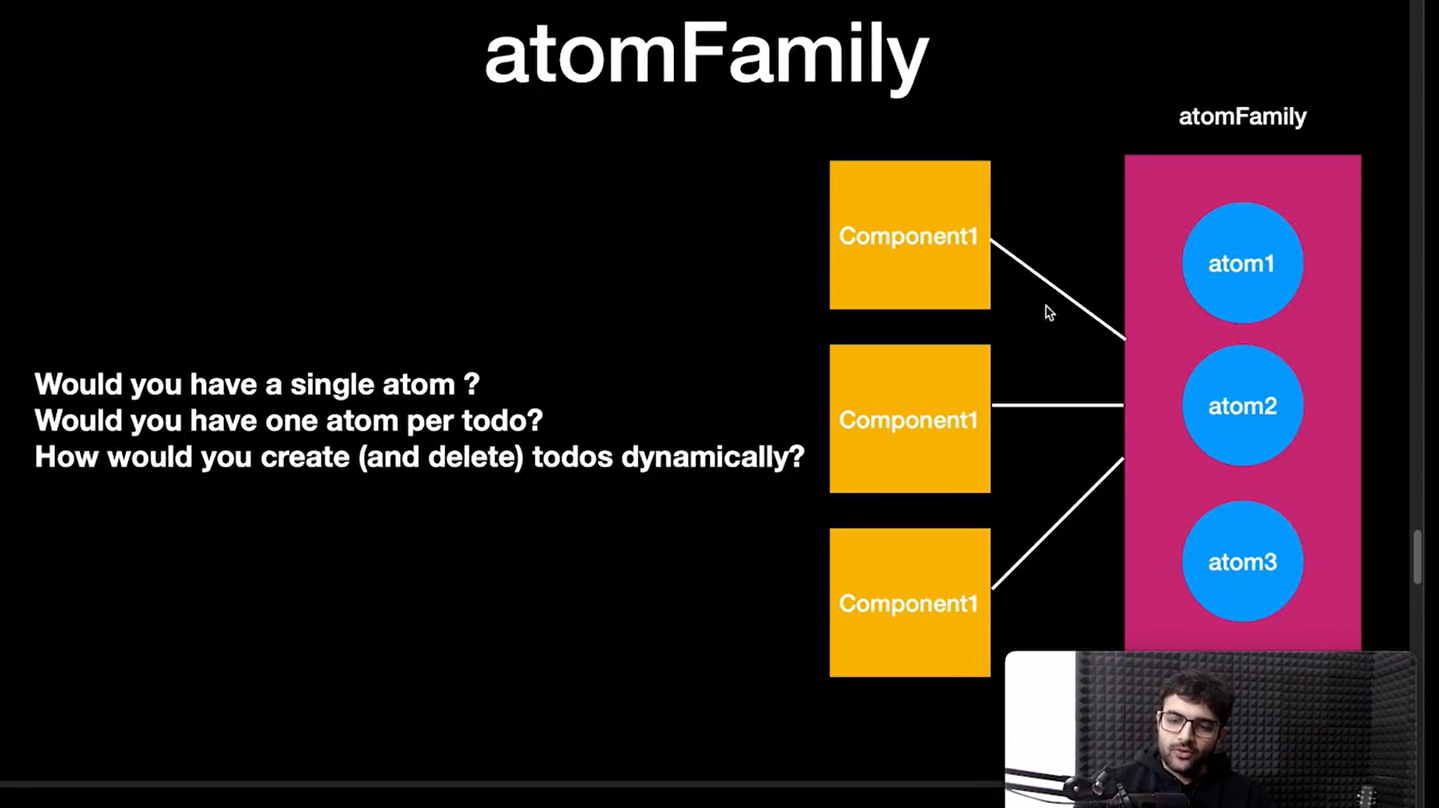 atomFamily
atomFamily
Component1
atom1
Would you have a single atom ?
Would you have one atom per todo?
How would you create (and delete) todos dynamically?
Component1
atom2
Component1
atom3